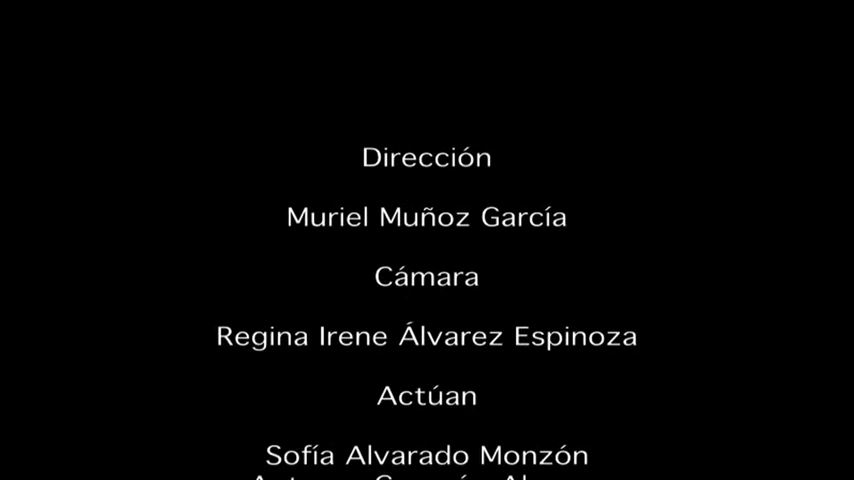 Dirección
Muriel Muñoz García
Cámara
Regina Irene Álvarez Espinoza
Actúan
Sofía Alvarado Monzón